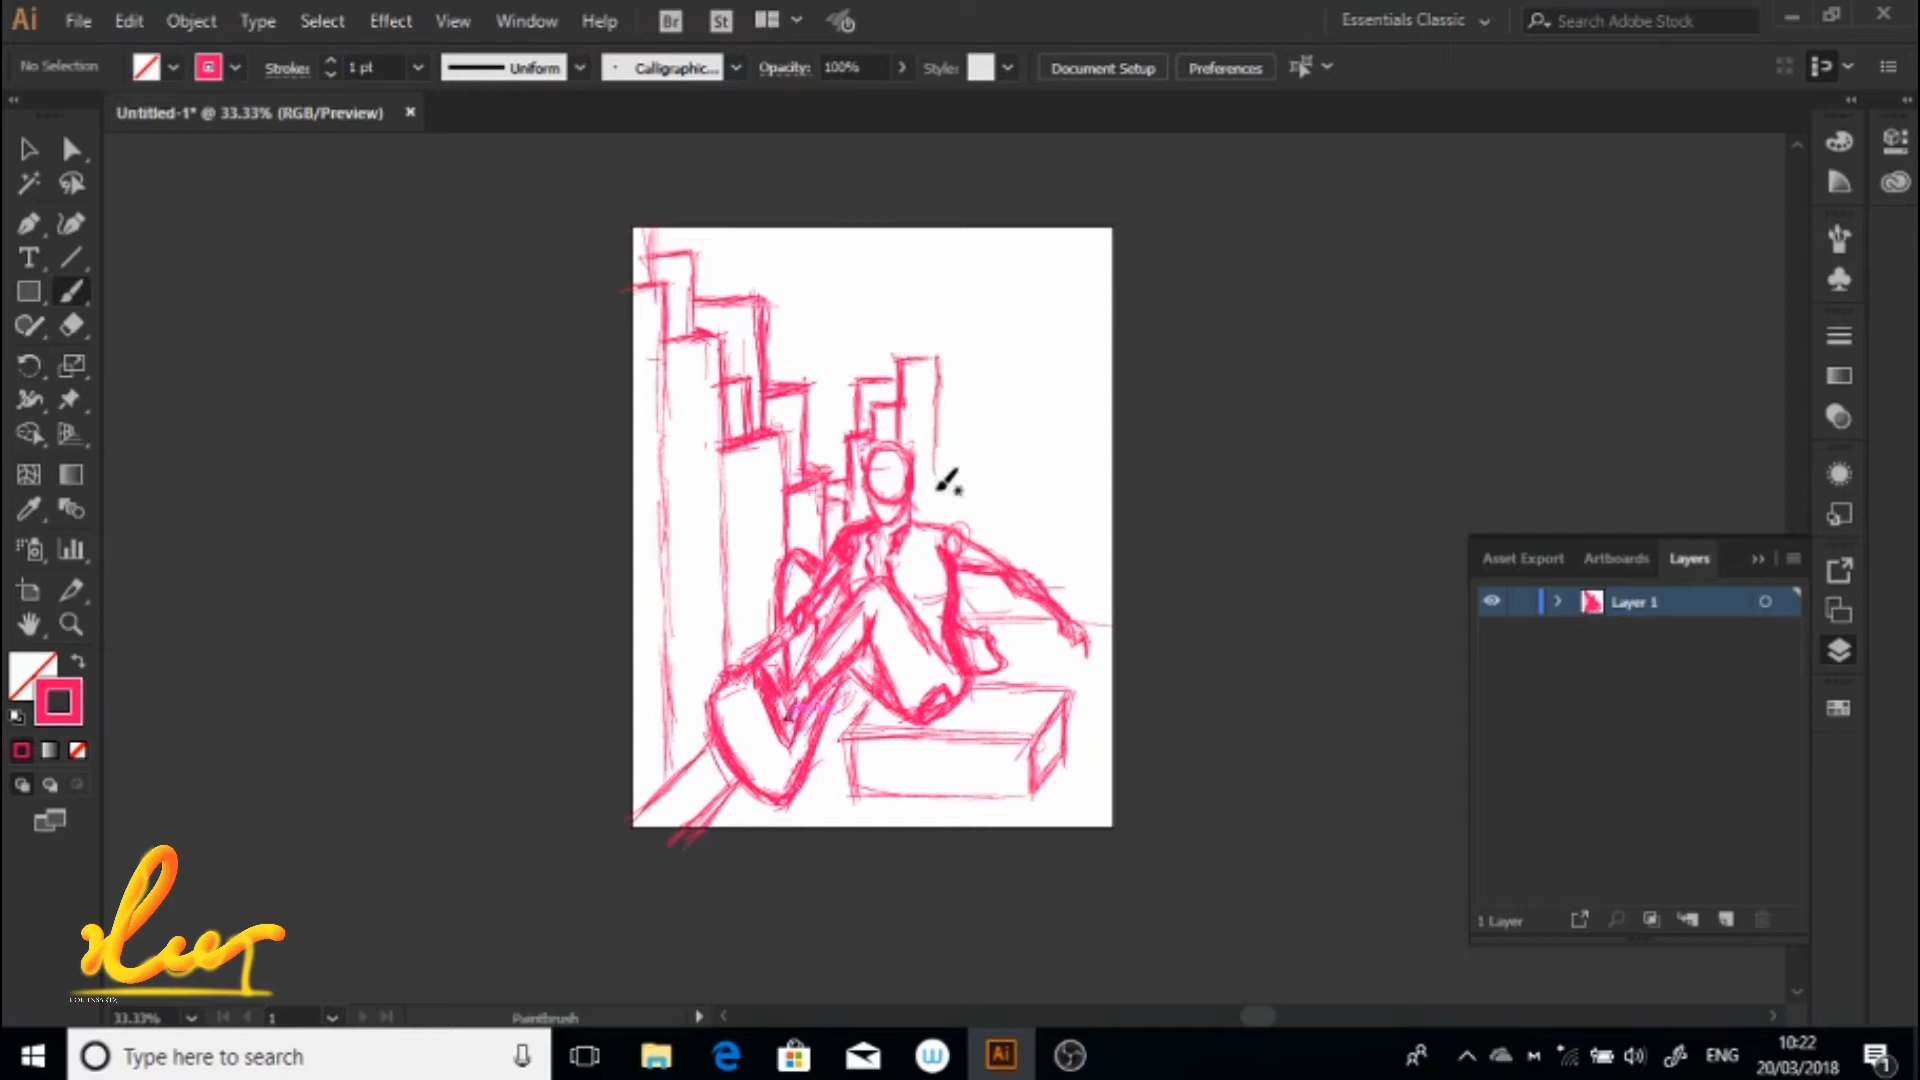 Ai File Edit Object Type Select Effect View Window Help Br St Essentials Classic Search Adobe Stock
No Selection Stroke: 1 pt Uniform Calligraphic... Opacity: 100% Style: Document Setup Preferences
Untitled-1* @ 33.33% (RGB/Preview)
Asset Export Artboards Layers
Layer 1
1 Layer
33.33% 1 Paintbrush
Type here to search
Ai
ENG
10:22
20/03/2018
1